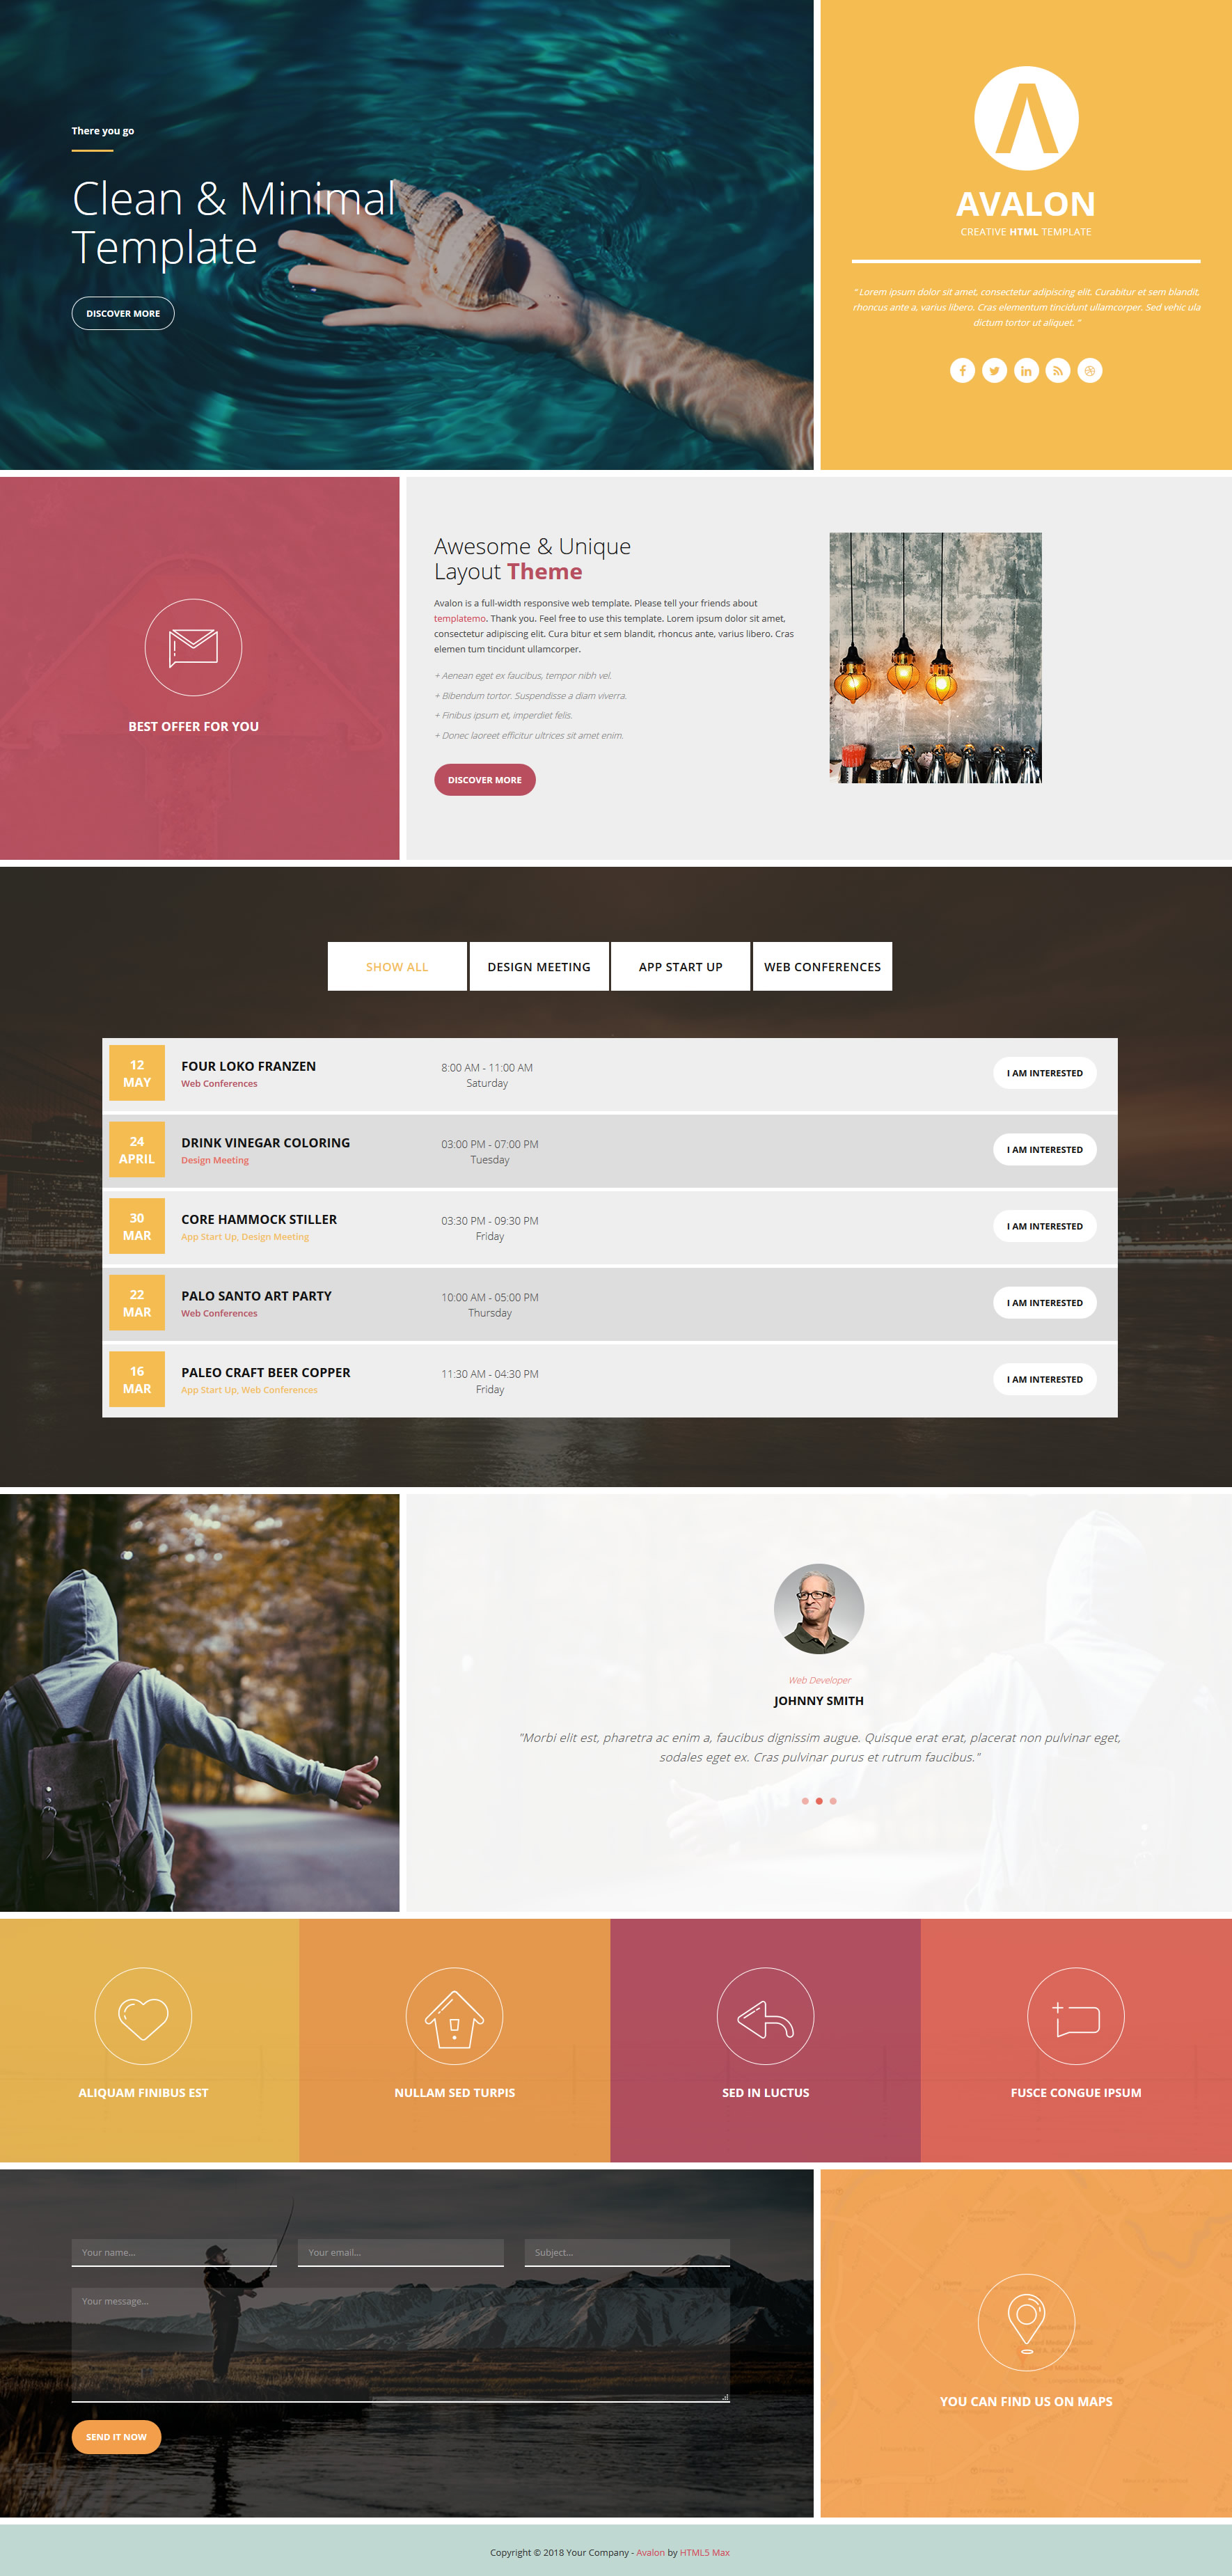 There you go
Clean & Minimal
Template
DISCOVER MORE
AVALON
CREATIVE HTML TEMPLATE
" Lorem ipsum dolor sit amet, consectetur adipiscing elit. Curabitur et sem blandit,
rhoncus ante a, varius libero. Cras elementum tincidunt ullamcorper. Sed vehic ula
dictum tortor ut aliquet. "
BEST OFFER FOR YOU
Awesome & Unique
Layout Theme
Avalon is a full-width responsive web template. Please tell your friends about
templatemo. Thank you. Feel free to use this template. Lorem ipsum dolor sit amet,
consectetur adipiscing elit. Cura bitur et sem blandit, rhoncus ante, varius libero. Cras
elemen tum tincidunt ullamcorper.
+ Aenean eget ex faucibus, tempor nibh vel.
+ Bibendum tortor. Suspendisse a diam viverra.
+ Finibus ipsum et, imperdiet felis.
+ Donec laoreet efficitur ultrices sit amet enim.
DISCOVER MORE
SHOW ALL
DESIGN MEETING
APP START UP
WEB CONFERENCES
12
MAY
FOUR LOKO FRANZEN
Web Conferences
8:00 AM - 11:00 AM
Saturday
I AM INTERESTED
24
APRIL
DRINK VINEGAR COLORING
Design Meeting
03:00 PM - 07:00 PM
Tuesday
I AM INTERESTED
30
MAR
CORE HAMMOCK STILLER
App Start Up, Design Meeting
03:30 PM - 09:30 PM
Friday
I AM INTERESTED
22
MAR
PALO SANTO ART PARTY
Web Conferences
10:00 AM - 05:00 PM
Thursday
I AM INTERESTED
16
MAR
PALEO CRAFT BEER COPPER
App Start Up, Web Conferences
11:30 AM - 04:30 PM
Friday
I AM INTERESTED
Web Developer
JOHNNY SMITH
"Morbi elit est, pharetra ac enim a, faucibus dignissim augue. Quisque erat erat, placerat non pulvinar eget,
sodales eget ex. Cras pulvinar purus et rutrum faucibus."
ALIQUAM FINIBUS EST
NULLAM SED TURPIS
SED IN LUCTUS
FUSCE CONGUE IPSUM
Your name...
Your email...
Subject...
Your message...
SEND IT NOW
YOU CAN FIND US ON MAPS
Copyright © 2018 Your Company - Avalon by HTML5 Max